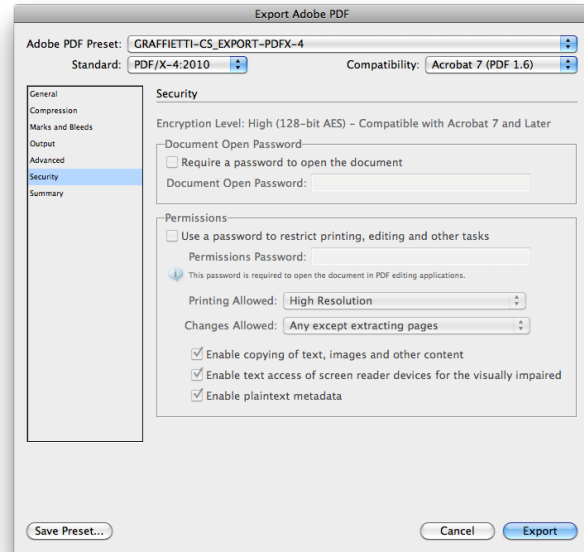 Export Adobe PDF
Adobe PDF Preset: GRAFFIETTI-CS_EXPORT-PDFX-4
Standard: PDF/X-4:2010 Compatibility: Acrobat 7 (PDF 1.6)
General
Compression
Marks and Bleeds
Output
Advanced
Security
Summary
Security
Encryption Level: High (128-bit AES) - Compatible with Acrobat 7 and Later
Document Open Password
Require a password to open the document
Document Open Password:
Permissions
Use a password to restrict printing, editing and other tasks
Permissions Password:
This password is required to open the document in PDF editing applications.
Printing Allowed: High Resolution
Changes Allowed: Any except extracting pages
Enable copying of text, images and other content
Enable text access of screen reader devices for the visually impaired
Enable plaintext metadata
Save Preset... Cancel Export